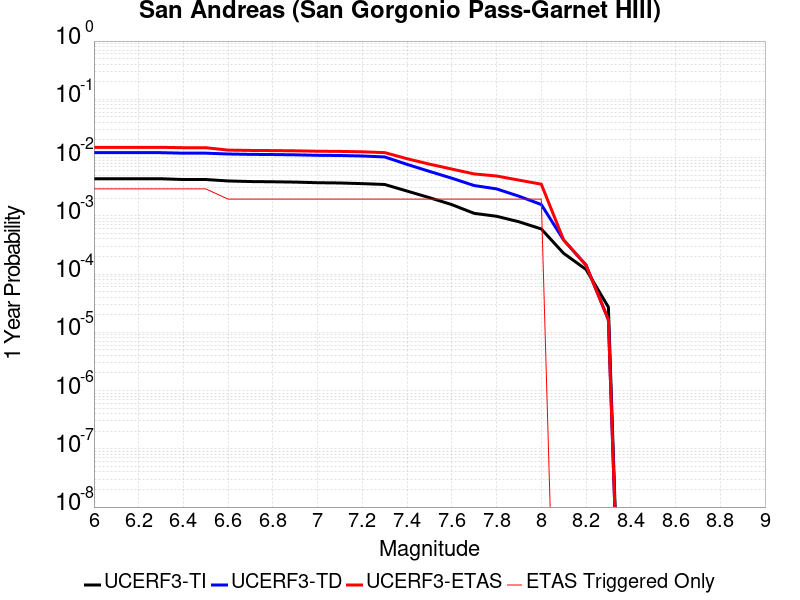 San Andreas (San Gorgonio Pass-Garnet HIll)
10 0
10 -1
10 -2
10 -3
10 -4
10 -5
10 -6
10 -7
10 -8
1 Year Probability
6 6.2 6.4 6.6 6.8 7 7.2 7.4 7.6 7.8 8 8.2 8.4 8.6 8.8 9
Magnitude
UCERF3-TI UCERF3-TD UCERF3-ETAS ETAS Triggered Only